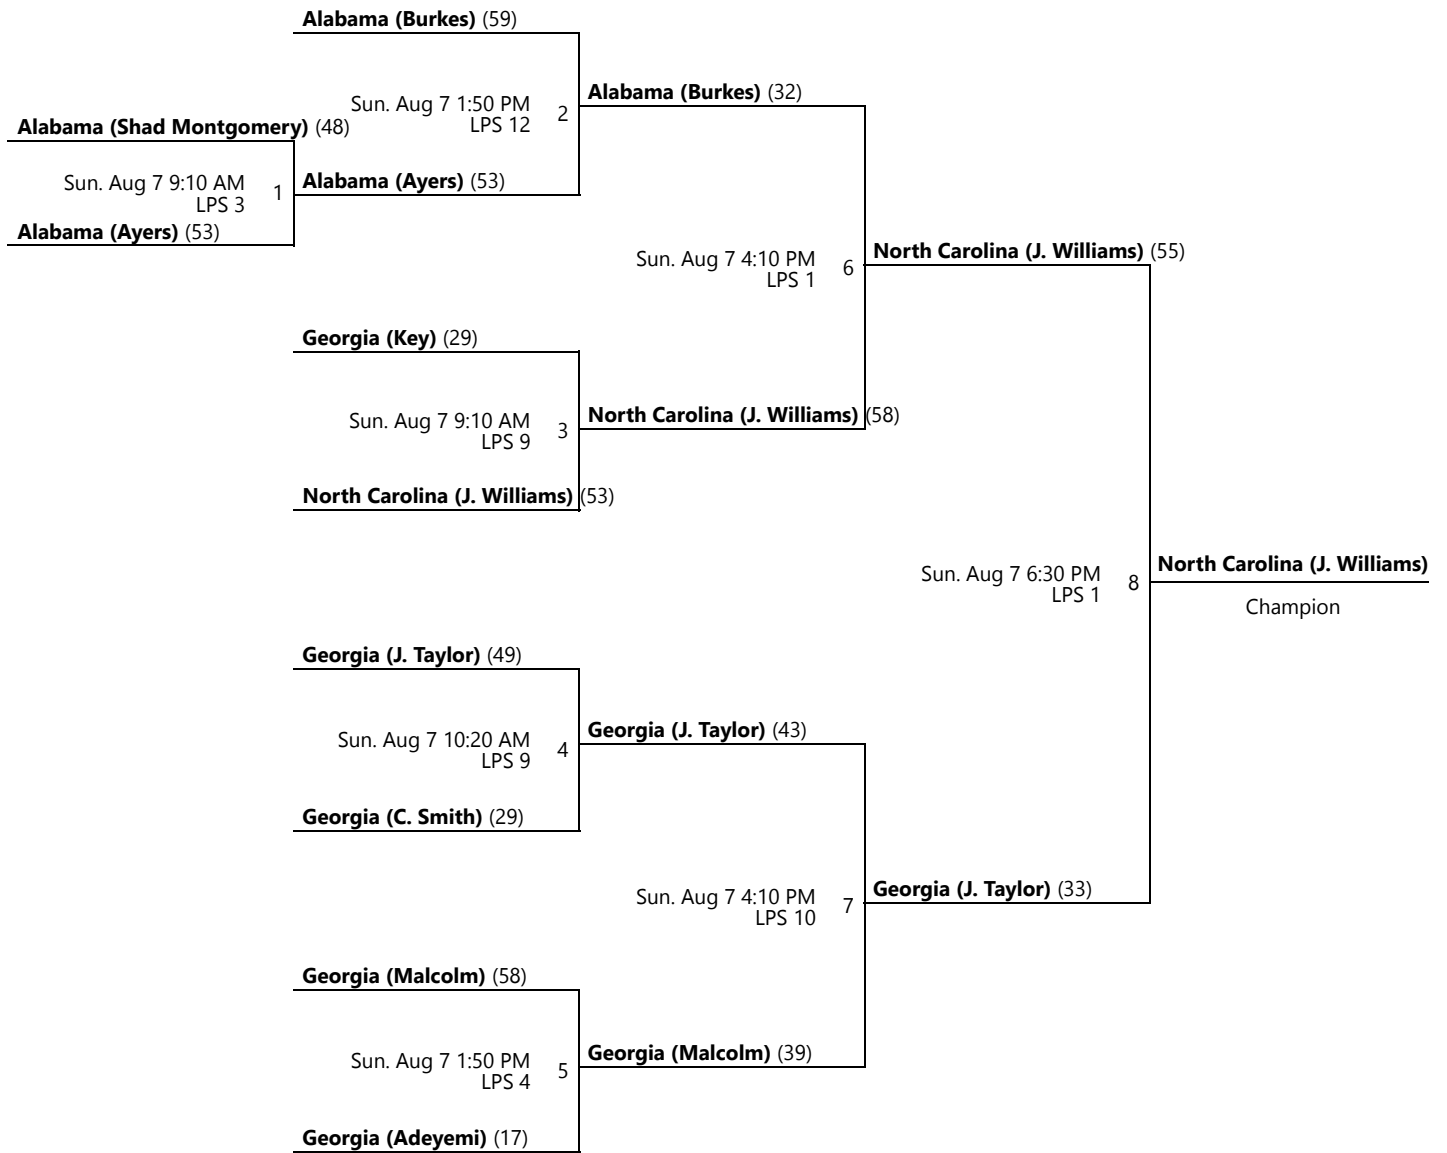 Alabama (Burkes) (59)
Sun. Aug 7 1:50 PM
LPS 12
2
Alabama (Burkes) (32)
Alabama (Shad Montgomery) (48)
Sun. Aug 7 9:10 AM
LPS 3
1
Alabama (Ayers) (53)
Alabama (Ayers) (53)
Sun. Aug 7 4:10 PM
LPS 1
6
North Carolina (J. Williams) (55)
Georgia (Key) (29)
Sun. Aug 7 9:10 AM
LPS 9
3
North Carolina (J. Williams) (58)
North Carolina (J. Williams) (53)
Sun. Aug 7 6:30 PM
LPS 1
8
North Carolina (J. Williams)
Champion
Georgia (J. Taylor) (49)
Sun. Aug 7 10:20 AM
LPS 9
4
Georgia (J. Taylor) (43)
Georgia (C. Smith) (29)
Sun. Aug 7 4:10 PM
LPS 10
7
Georgia (J. Taylor) (33)
Georgia (Malcolm) (58)
Sun. Aug 7 1:50 PM
LPS 4
5
Georgia (Malcolm) (39)
Georgia (Adeyemi) (17)